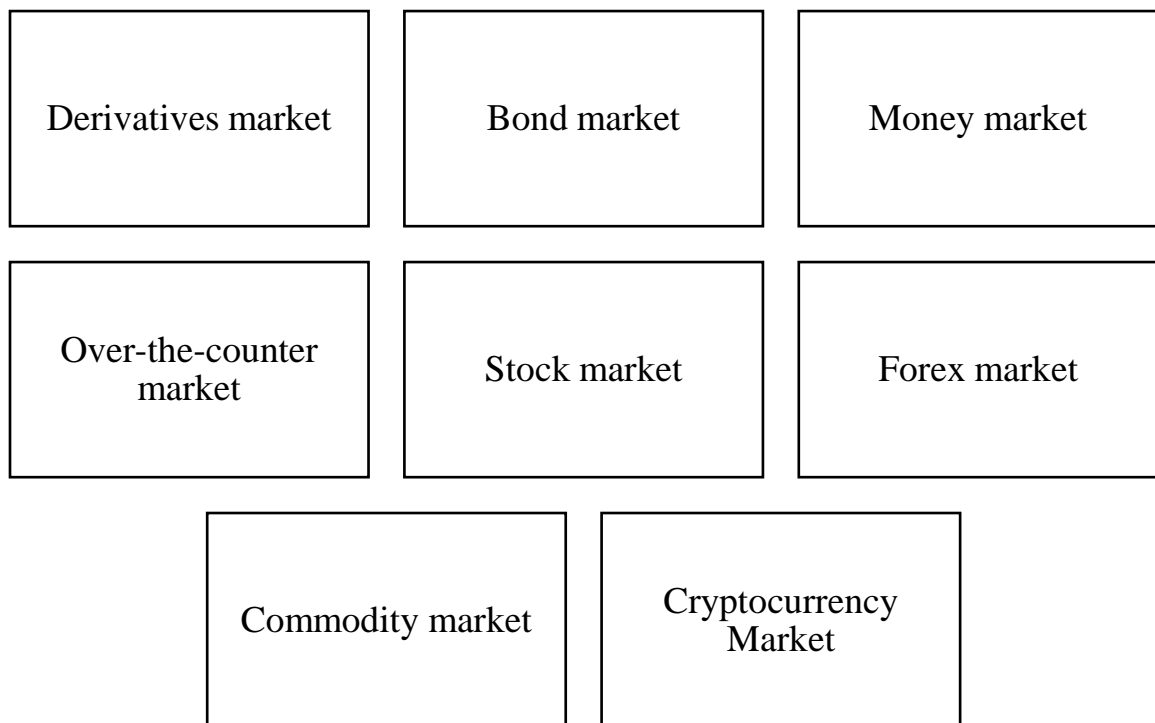 Derivatives market
Bond market
Money market
Over-the-counter
market
Stock market
Forex market
Commodity market
Cryptocurrency
Market